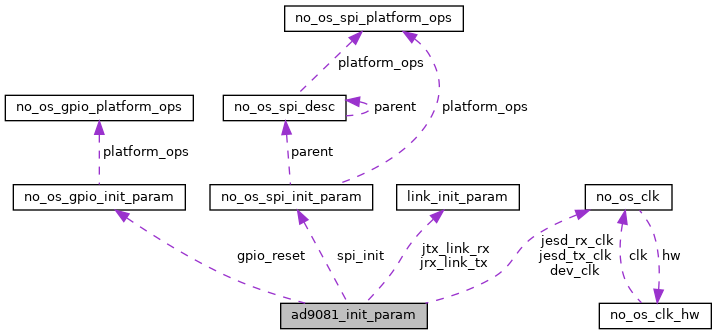 no_os_spi_platform_ops
platform_ops
no_os_gpio_platform_ops
no_os_spi_desc
parent
platform_ops
platform_ops
parent
no_os_gpio_init_param
no_os_spi_init_param
link_init_param
no_os_clk
gpio_reset
spi_init
jtx_link_rx
jrx_link_tx
jesd_rx_clk
jesd_tx_clk
dev_clk
clk
hw
ad9081_init_param
no_os_clk_hw